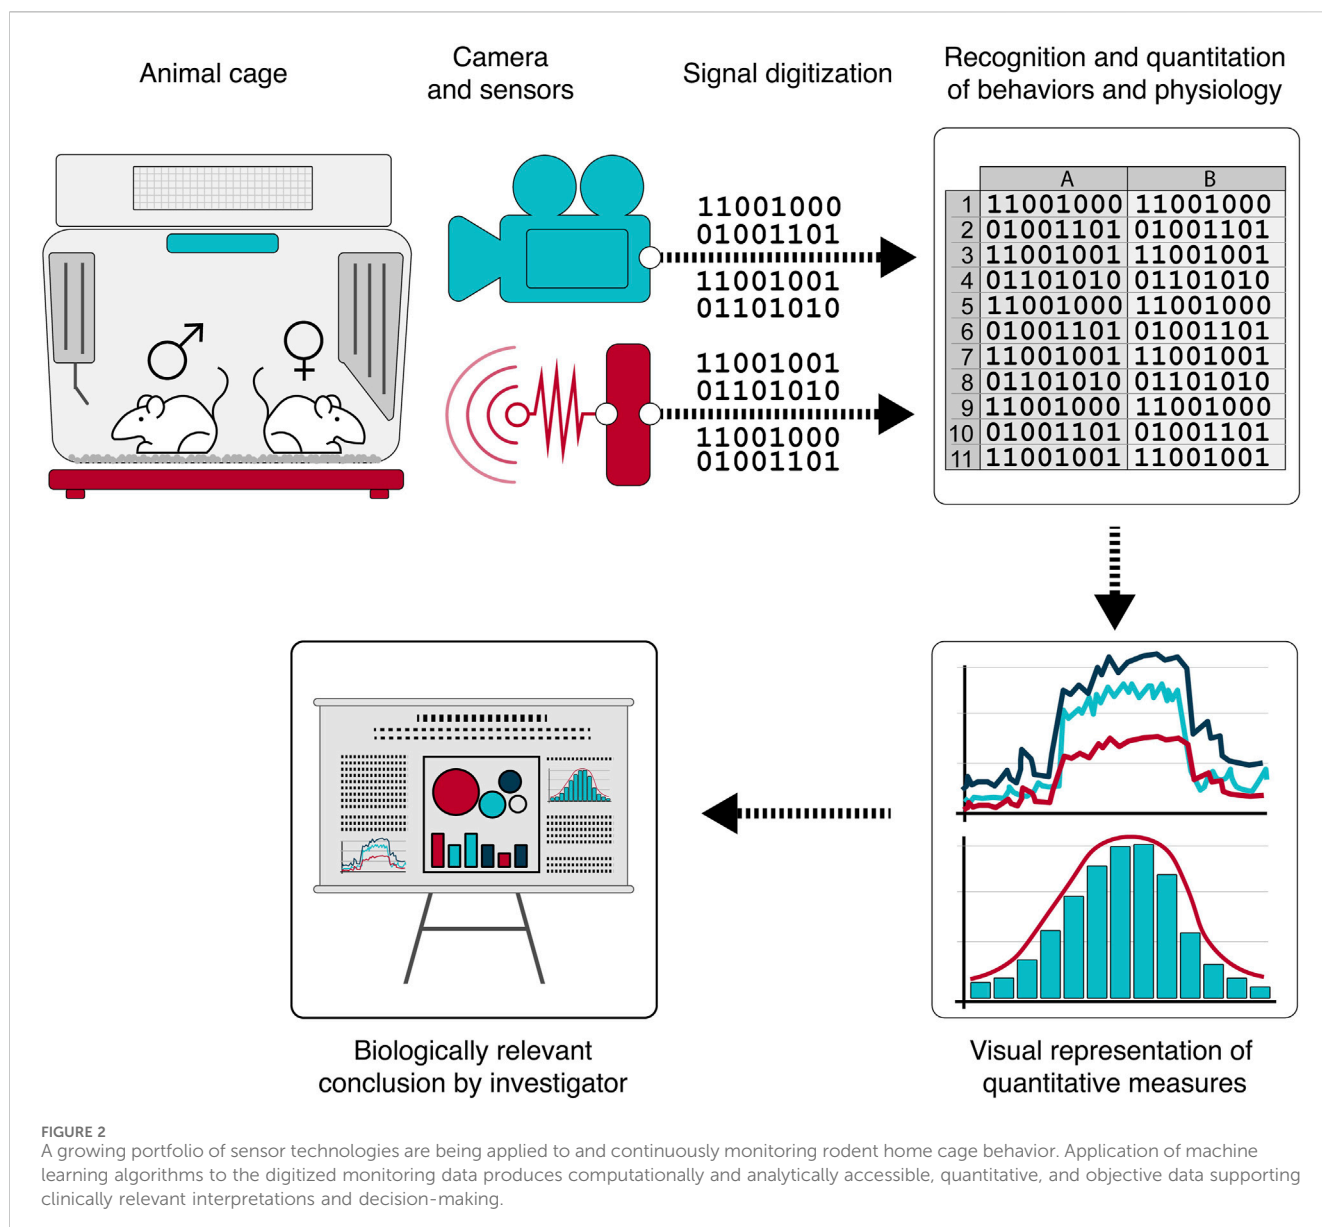 Animal cage
Camera
and sensors
Signal digitization
Recognition and quantitation
of behaviors and physiology
♂
♀
11001000
01001101
11001001
01101010
11001001
01101010
11001000
01001101
A B
1 11001000 11001000
2 01001101 01001101
3 11001001 11001001
4 01101010 01101010
5 11001000 11001000
6 01001101 01001101
7 11001001 11001001
8 01101010 01101010
9 11001000 11001000
10 01001101 01001101
11 11001001 11001001
Biologically relevant
conclusion by investigator
Visual representation of
quantitative measures
FIGURE 2
A growing portfolio of sensor technologies are being applied to and continuously monitoring rodent home cage behavior. Application of machine
learning algorithms to the digitized monitoring data produces computationally and analytically accessible, quantitative, and objective data supporting
clinically relevant interpretations and decision-making.